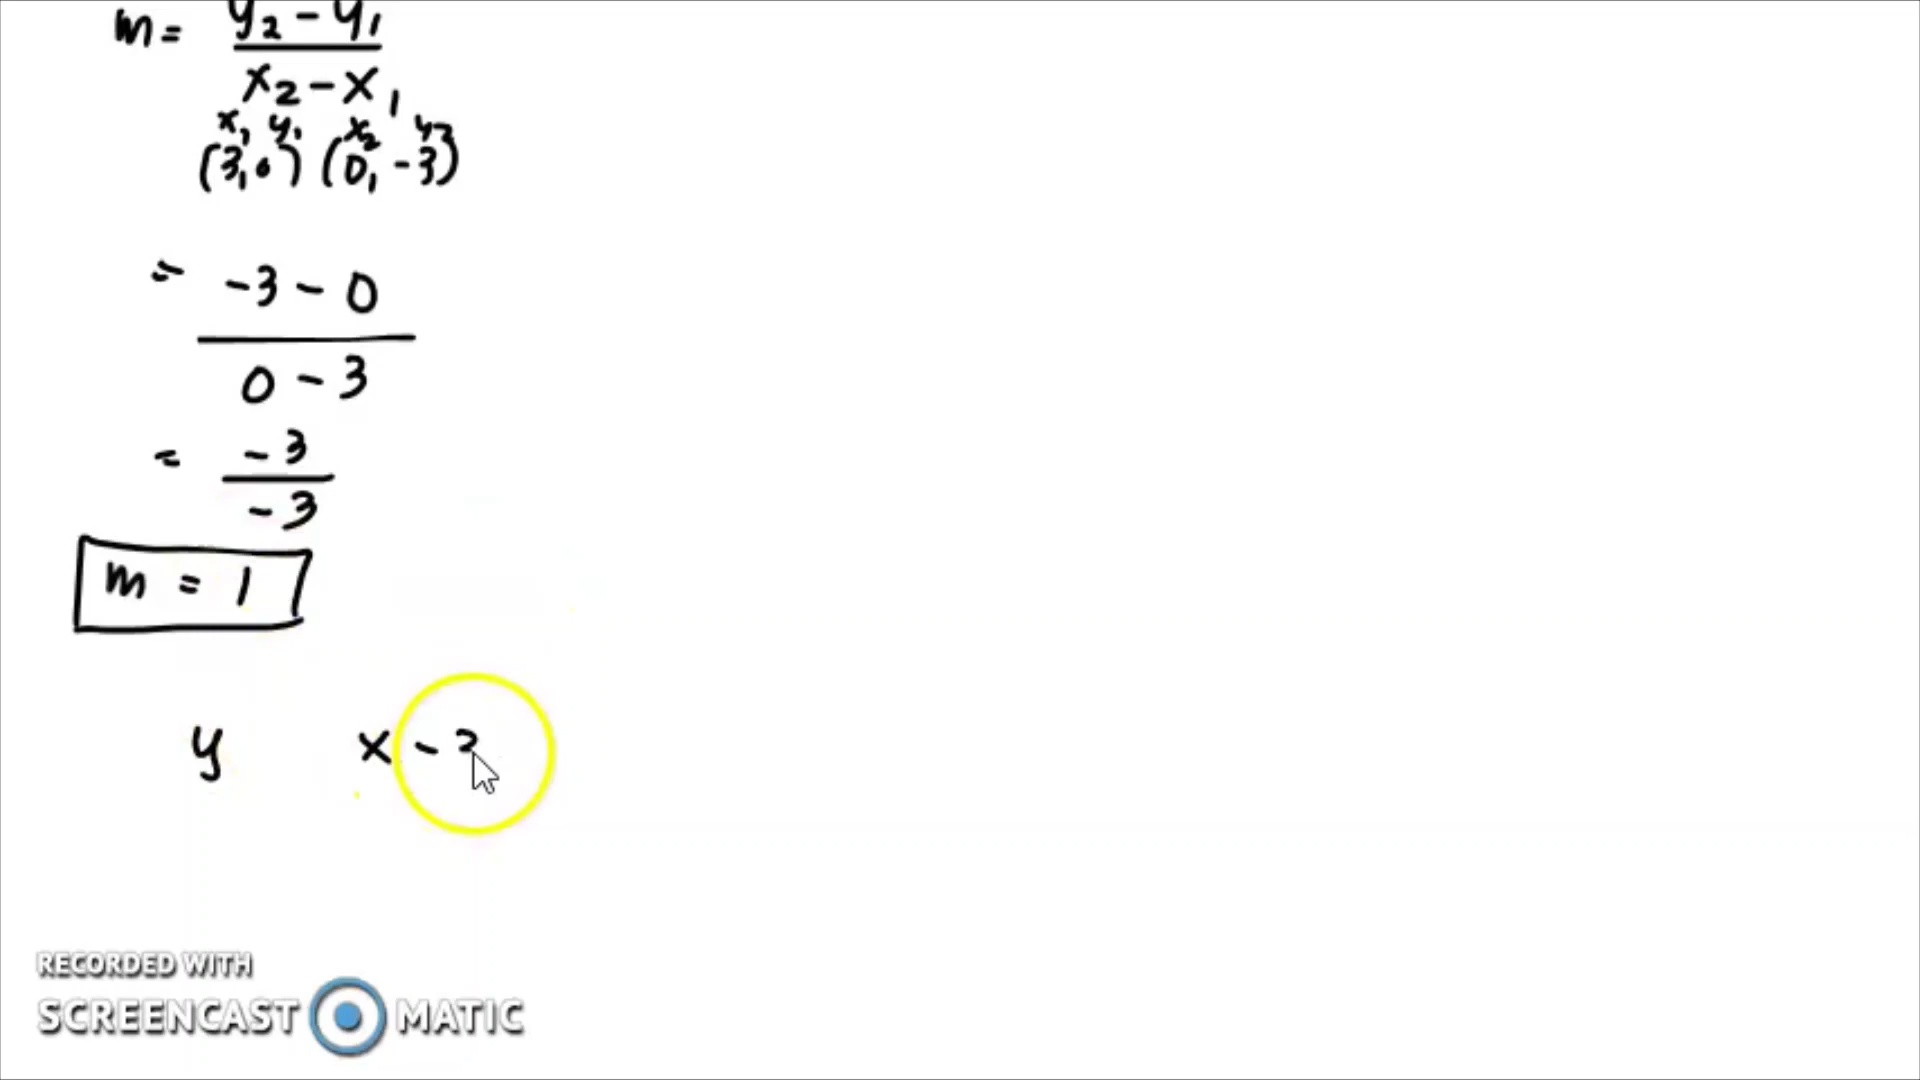 m = y₂ - y₁
x₂ - x₁
x₁ y₁ x₂ y₂
(3, 0) (0, -3)
= -3 - 0
0 - 3
= -3
-3
m = 1
y x -
RECORDED WITH
SCREENCAST MATIC